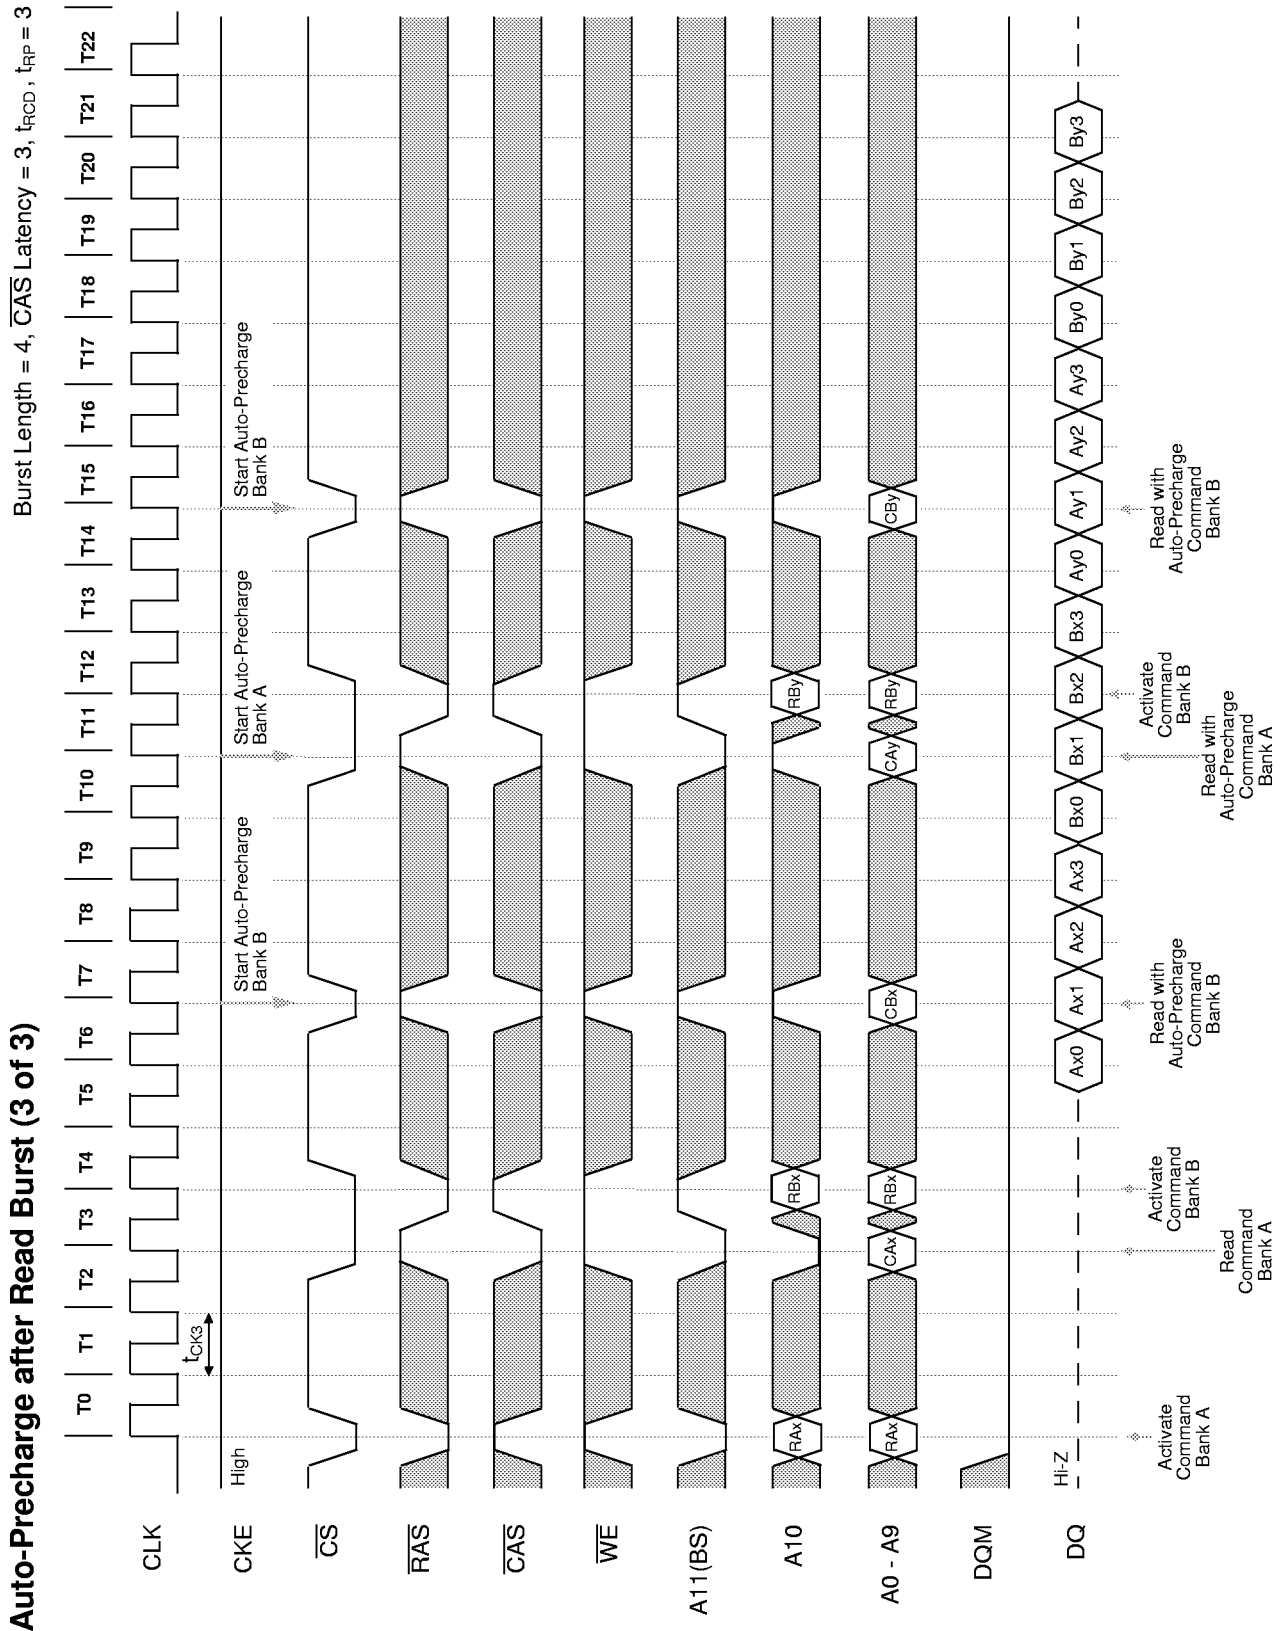 Auto-Precharge after Read Burst (3 of 3)
Burst Length = 4, CAS Latency = 3, tRCD , tRP = 3
T0 T1 T2 T3 T4 T5 T6 T7 T8 T9 T10 T11 T12 T13 T14 T15 T16 T17 T18 T19 T20 T21 T22
CLK
tCK3
CKE
High
Start Auto-Precharge
Bank B
Start Auto-Precharge
Bank A
Start Auto-Precharge
Bank B
CS
RAS
CAS
WE
A11(BS)
A10
RAx RBx RBy
A0 - A9
RAx CAx RBx CBx CAy RBy CBy
DQM
DQ
Hi-Z
Ax0 Ax1 Ax2 Ax3 Bx0 Bx1 Bx2 Bx3 Ay0 Ay1 Ay2 Ay3 By0 By1 By2 By3
Activate
Command
Bank A
Read
Command
Bank A
Activate
Command
Bank B
Read with
Auto-Precharge
Command
Bank B
Read with
Auto-Precharge
Command
Bank A
Activate
Command
Bank B
Read with
Auto-Precharge
Command
Bank B